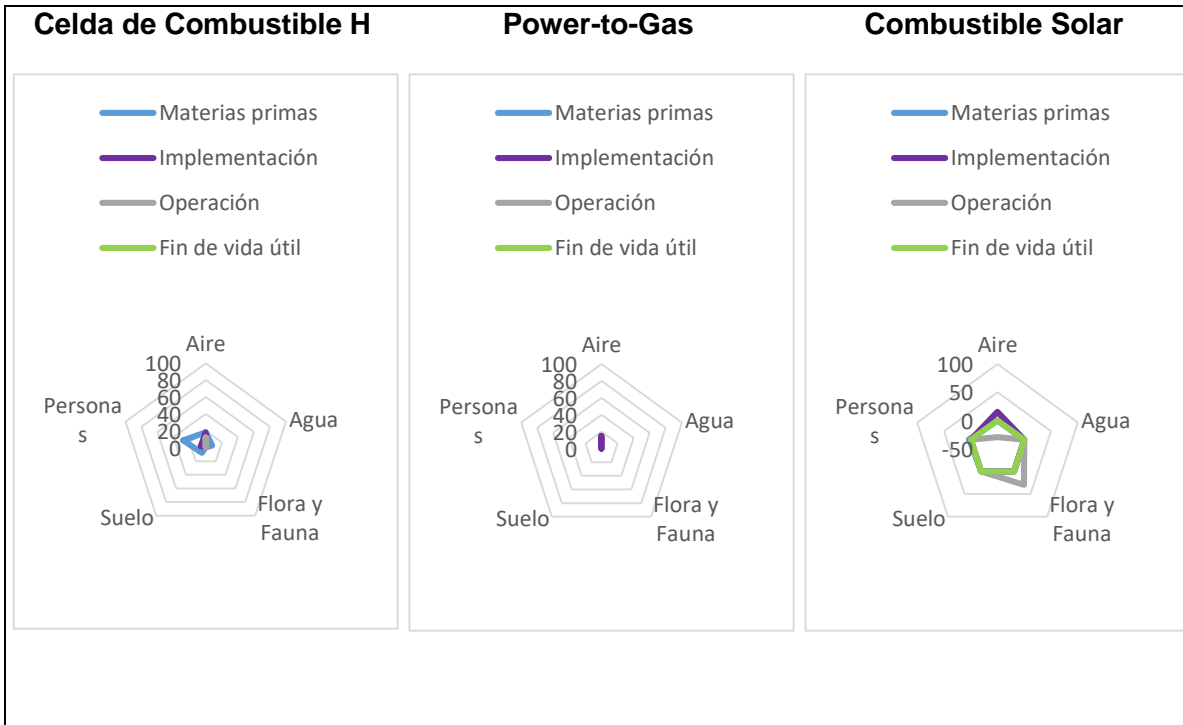 Celda de Combustible H
Power-to-Gas
Combustible Solar
Materias primas
Implementación
Operación
Fin de vida útil
Aire
100
80
60
40
20
0
Persona
s
Agua
Suelo
Flora y
Fauna
Materias primas
Implementación
Operación
Fin de vida útil
Aire
100
80
60
40
20
0
Persona
s
Agua
Suelo
Flora y
Fauna
Materias primas
Implementación
Operación
Fin de vida útil
Aire
100
50
0
-50
Persona
s
Agua
Suelo
Flora y
Fauna